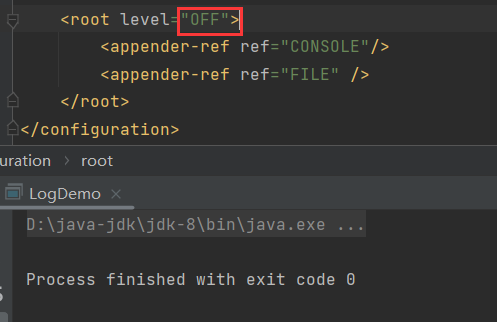 <root level="OFF">
<appender-ref ref="CONSOLE"/>
<appender-ref ref="FILE" />
</root>
</configuration>
uration > root
LogDemo ×
D:\java-jdk\jdk-8\bin\java.exe ...
Process finished with exit code 0